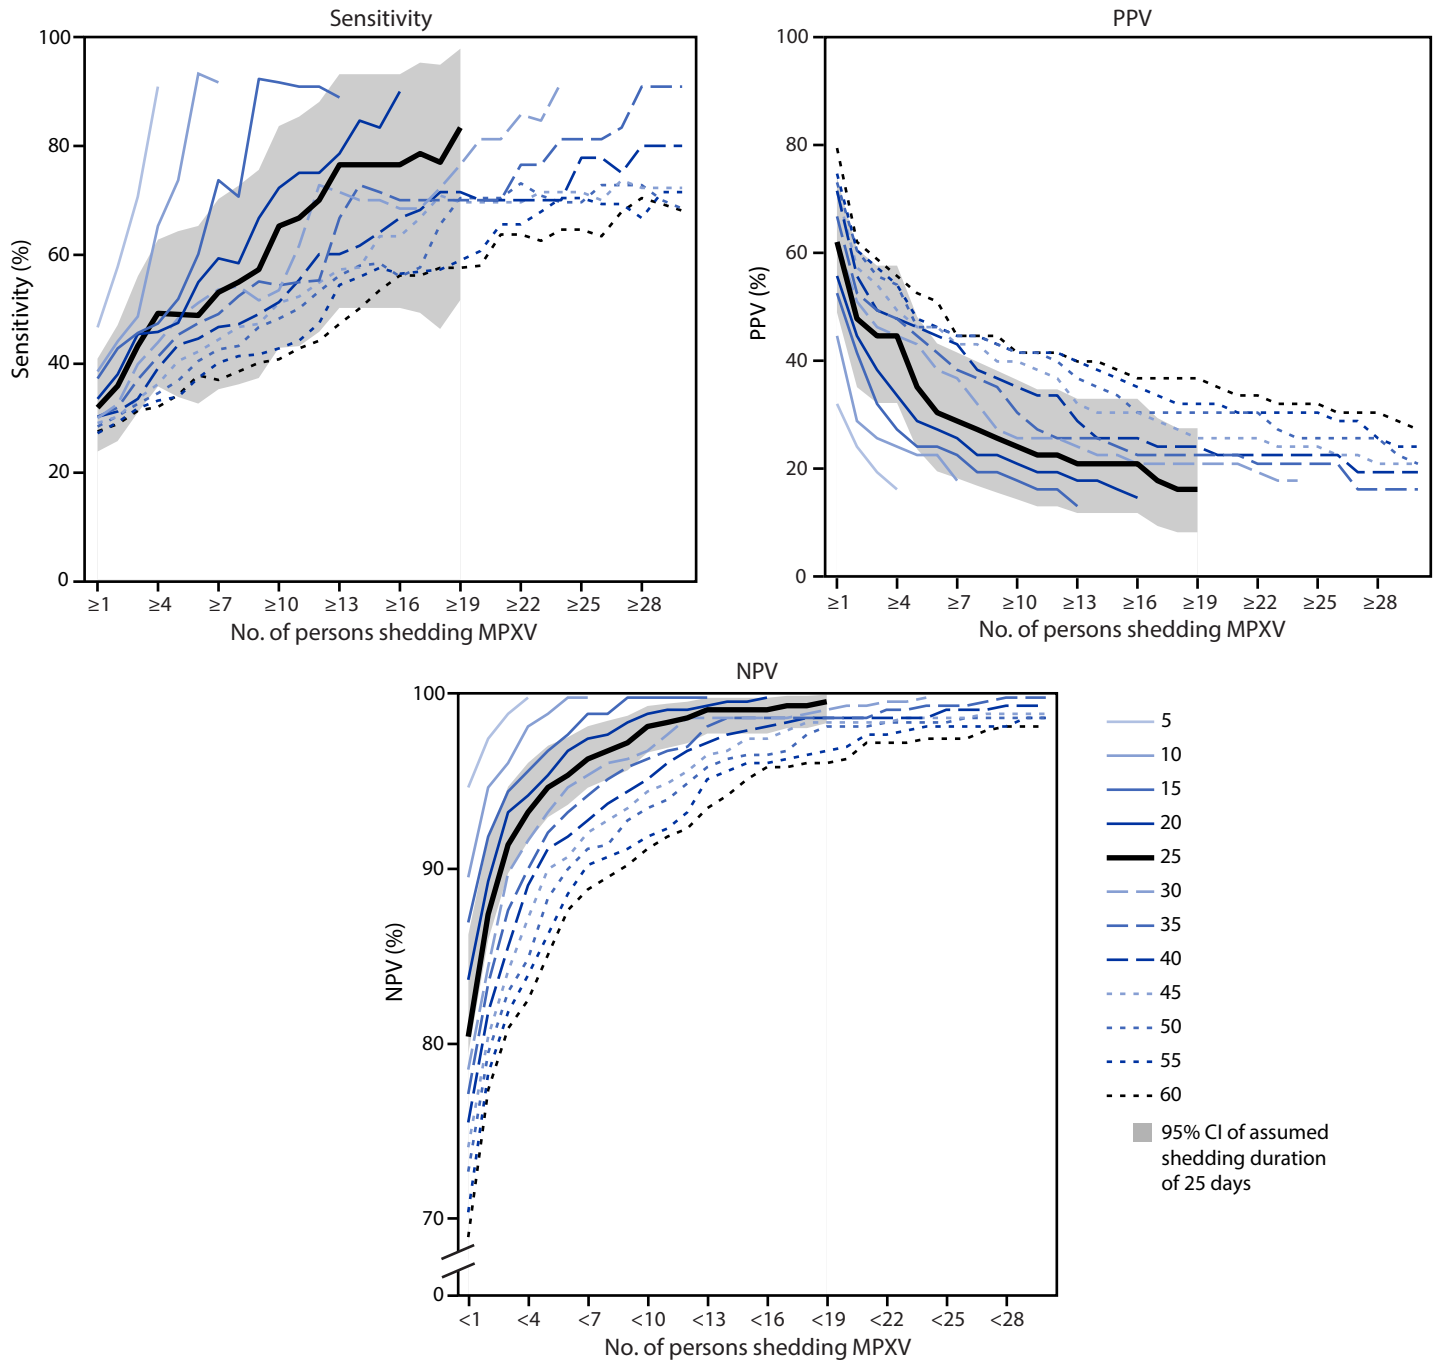 Sensitivity
100
80
60
40
20
0
Sensitivity (%)
≥1 ≥4 ≥7 ≥10 ≥13 ≥16 ≥19 ≥22 ≥25 ≥28
No. of persons shedding MPXV
PPV
100
80
60
40
20
0
PPV (%)
≥1 ≥4 ≥7 ≥10 ≥13 ≥16 ≥19 ≥22 ≥25 ≥28
No. of persons shedding MPXV
NPV
100
90
80
70
0
NPV (%)
<1 <4 <7 <10 <13 <16 <19 <22 <25 <28
No. of persons shedding MPXV
5
10
15
20
25
30
35
40
45
50
55
60
95% CI of assumed
shedding duration
of 25 days